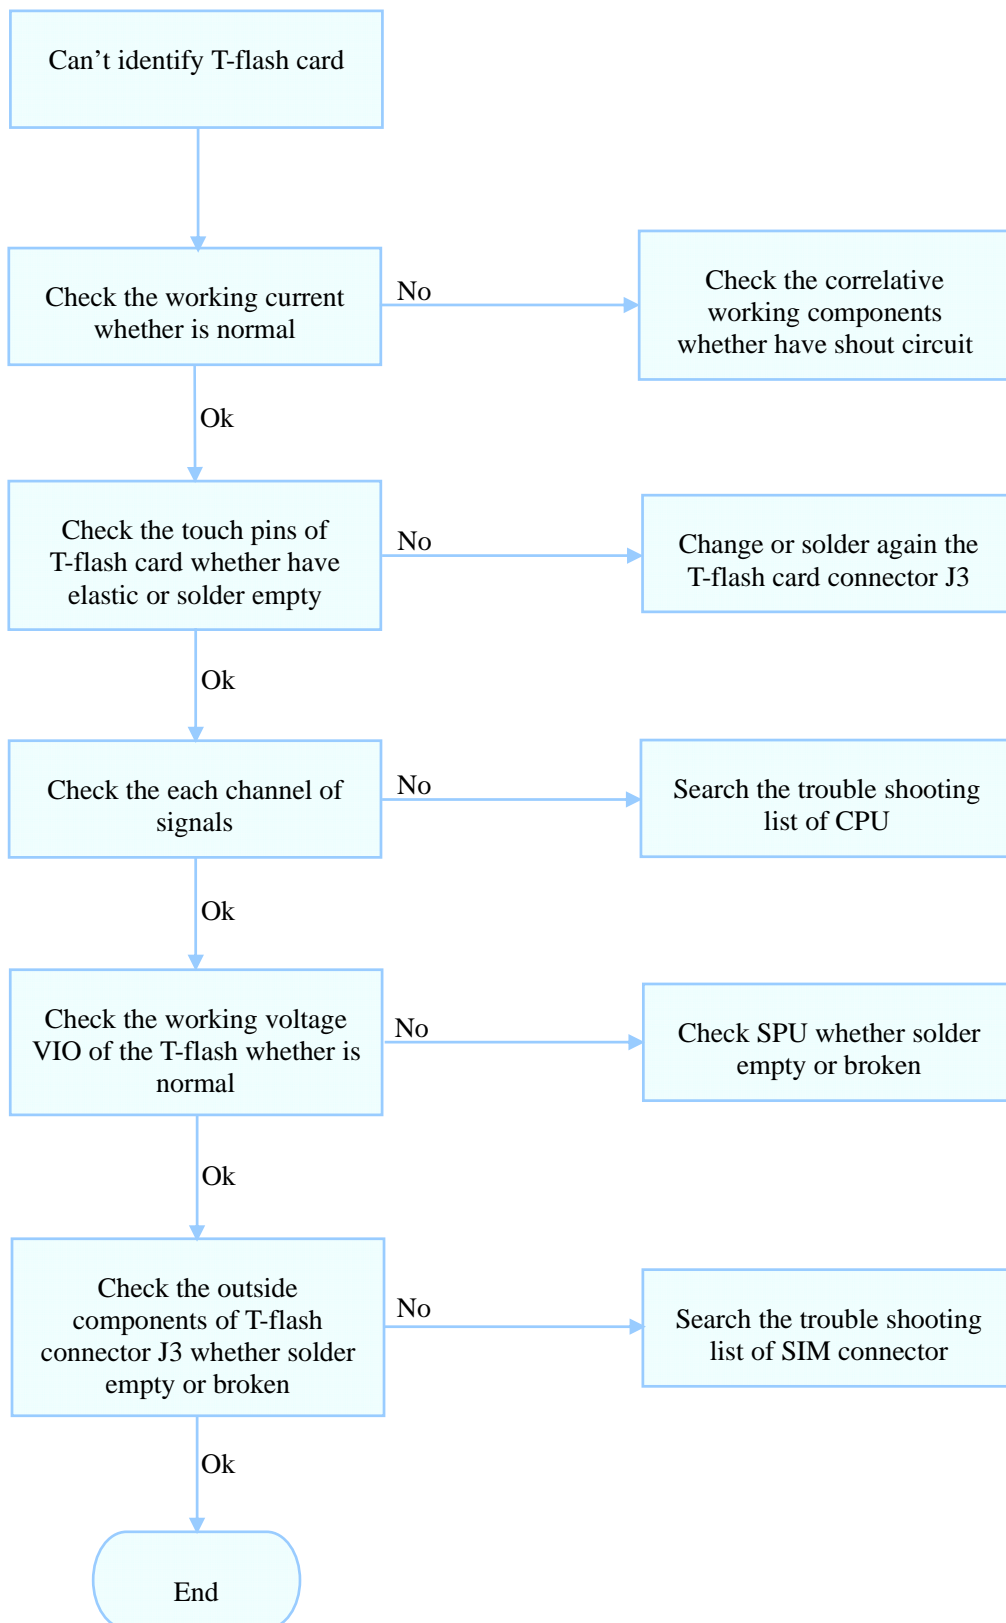 Can’t identify T-flash card
Check the working current
whether is normal
No
Check the correlative
working components
whether have shout circuit
Ok
Check the touch pins of
T-flash card whether have
elastic or solder empty
No
Change or solder again the
T-flash card connector J3
Ok
Check the each channel of
signals
No
Search the trouble shooting
list of CPU
Ok
Check the working voltage
VIO of the T-flash whether is
normal
No
Check SPU whether solder
empty or broken
Ok
Check the outside
components of T-flash
connector J3 whether solder
empty or broken
No
Search the trouble shooting
list of SIM connector
Ok
End